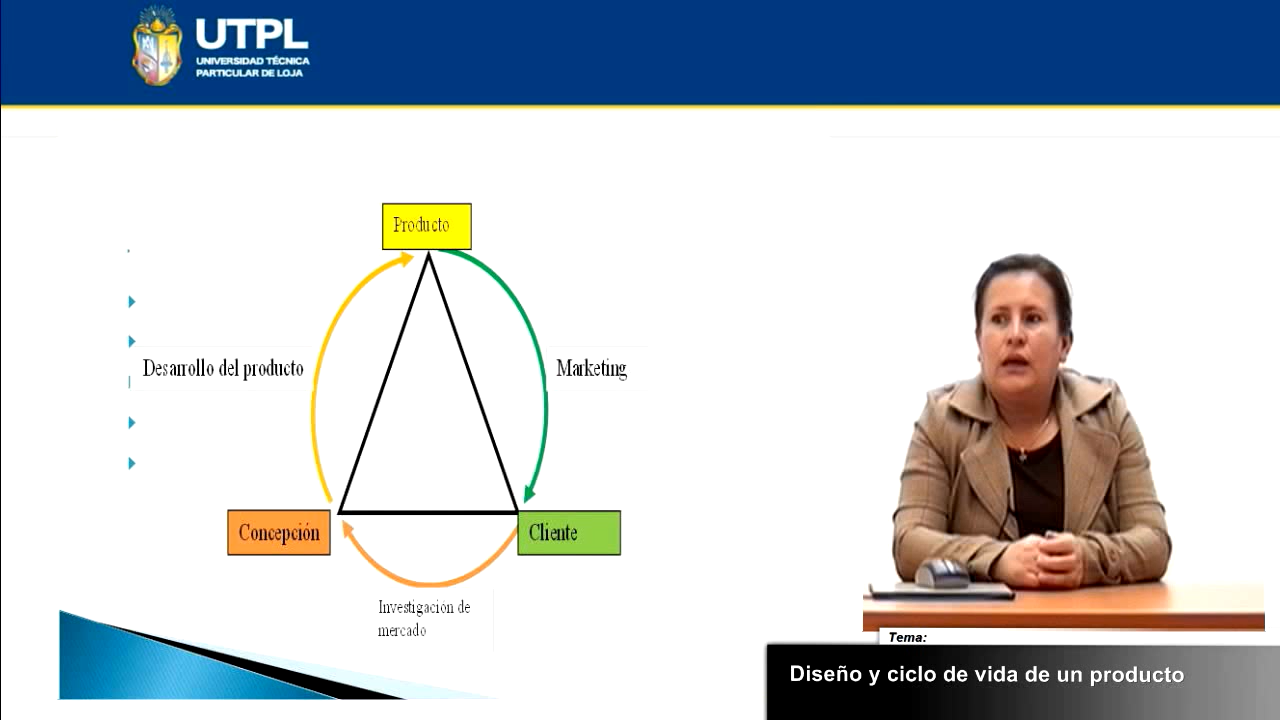 UTPL
UNIVERSIDAD TÉCNICA
PARTICULAR DE LOJA
Producto
Desarrollo del producto
Marketing
Concepción
Cliente
Investigación de
mercado
Tema:
Diseño y ciclo de vida de un producto